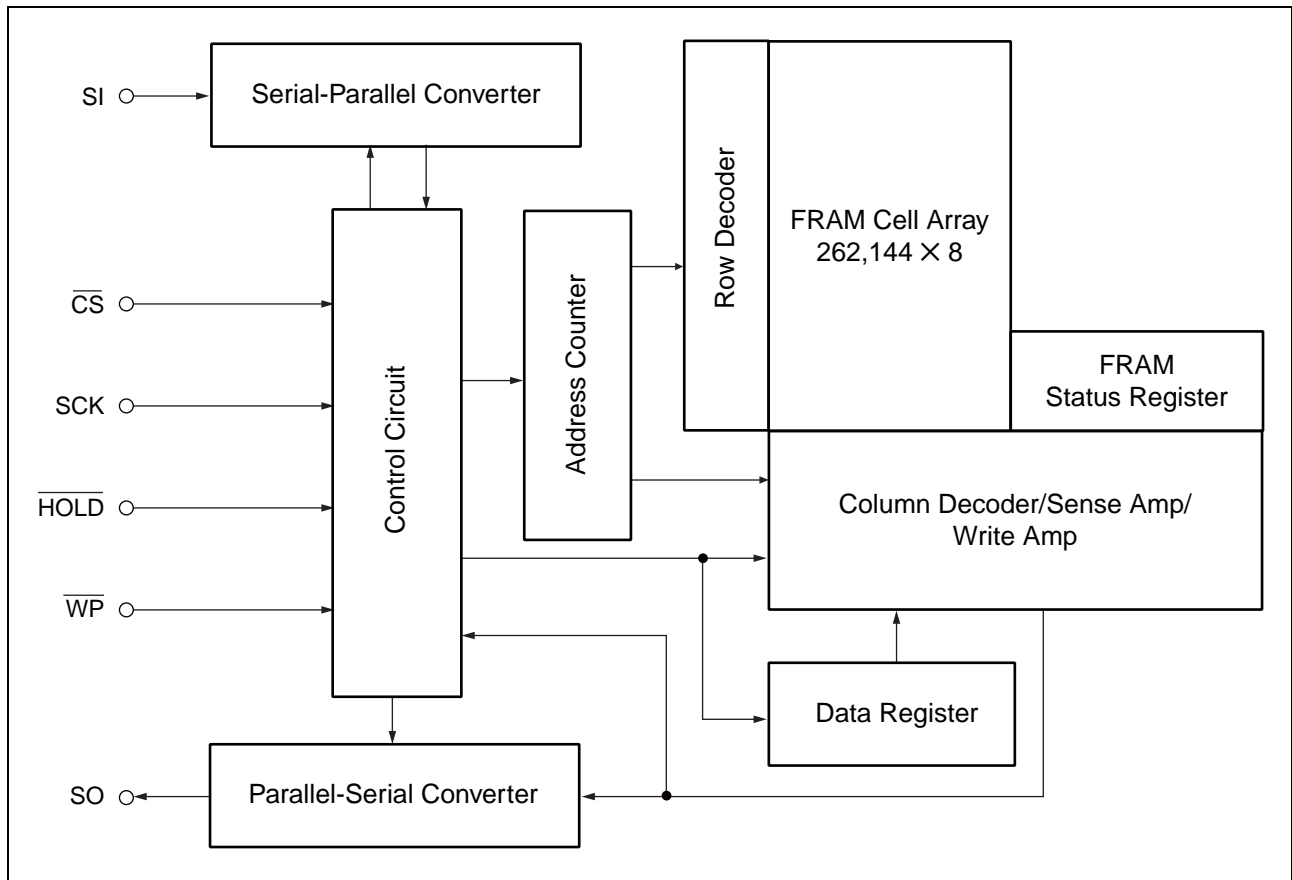 SI
Serial-Parallel Converter
CS
SCK
HOLD
WP
SO
Control Circuit
Address Counter
Row Decoder
FRAM Cell Array
262,144 × 8
FRAM
Status Register
Column Decoder/Sense Amp/
Write Amp
Data Register
Parallel-Serial Converter